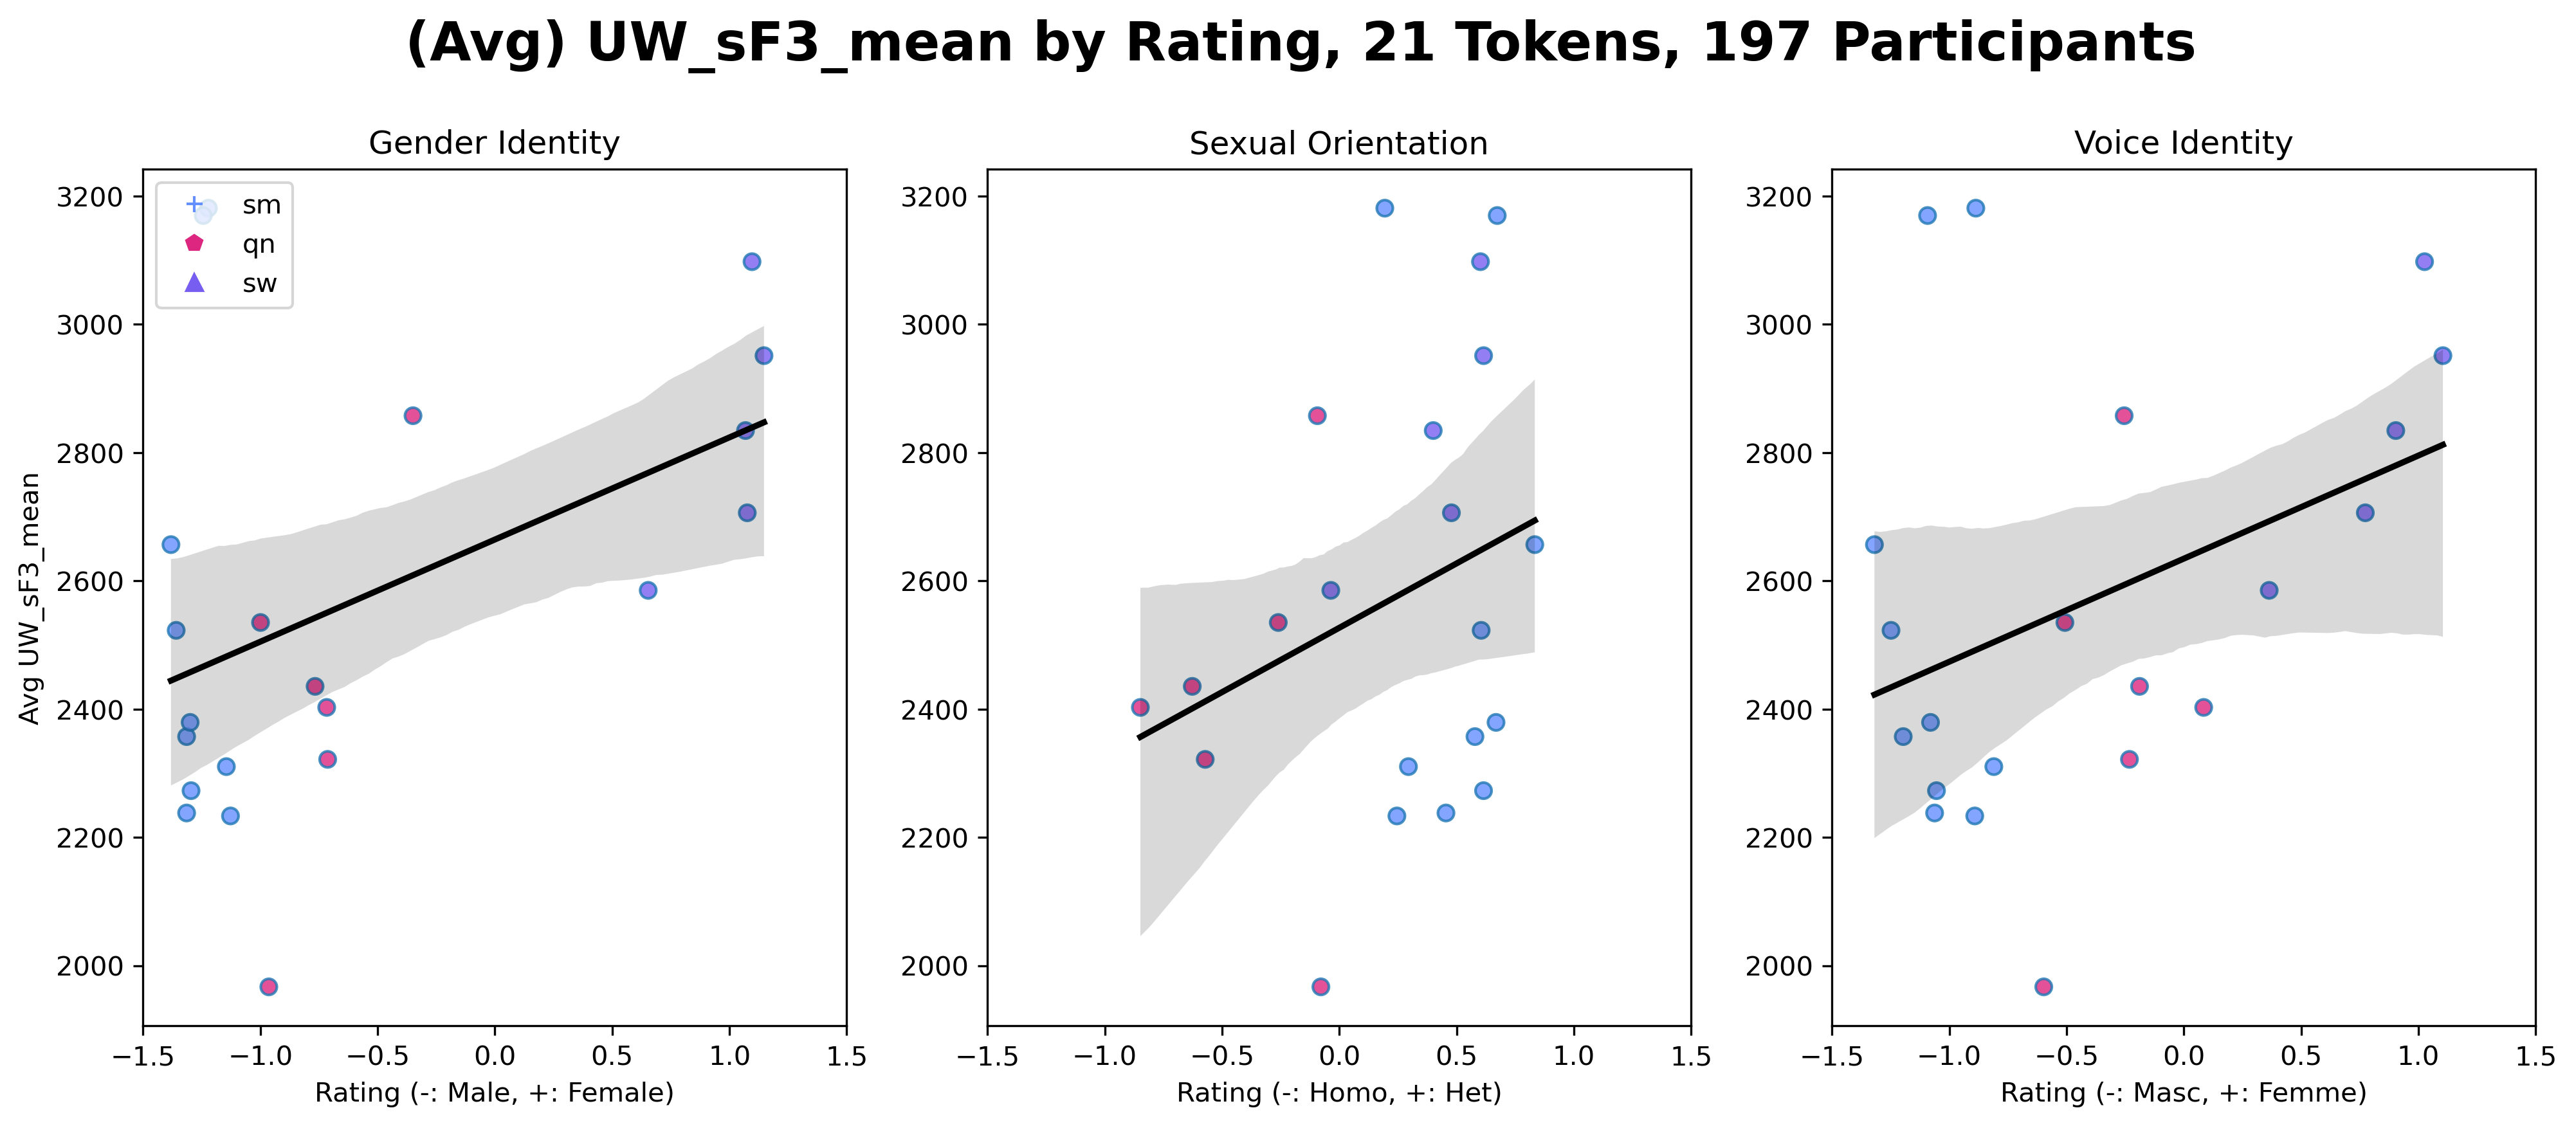 (Avg) UW_sF3_mean by Rating, 21 Tokens, 197 Participants
Gender Identity
Sexual Orientation
Voice Identity
Avg UW_sF3_mean
3200
3000
2800
2600
2400
2200
2000
sm
qn
sw
−1.5 −1.0 −0.5 0.0 0.5 1.0 1.5
Rating (-: Male, +: Female)
3200
3000
2800
2600
2400
2200
2000
−1.5 −1.0 −0.5 0.0 0.5 1.0 1.5
Rating (-: Homo, +: Het)
3200
3000
2800
2600
2400
2200
2000
−1.5 −1.0 −0.5 0.0 0.5 1.0 1.5
Rating (-: Masc, +: Femme)